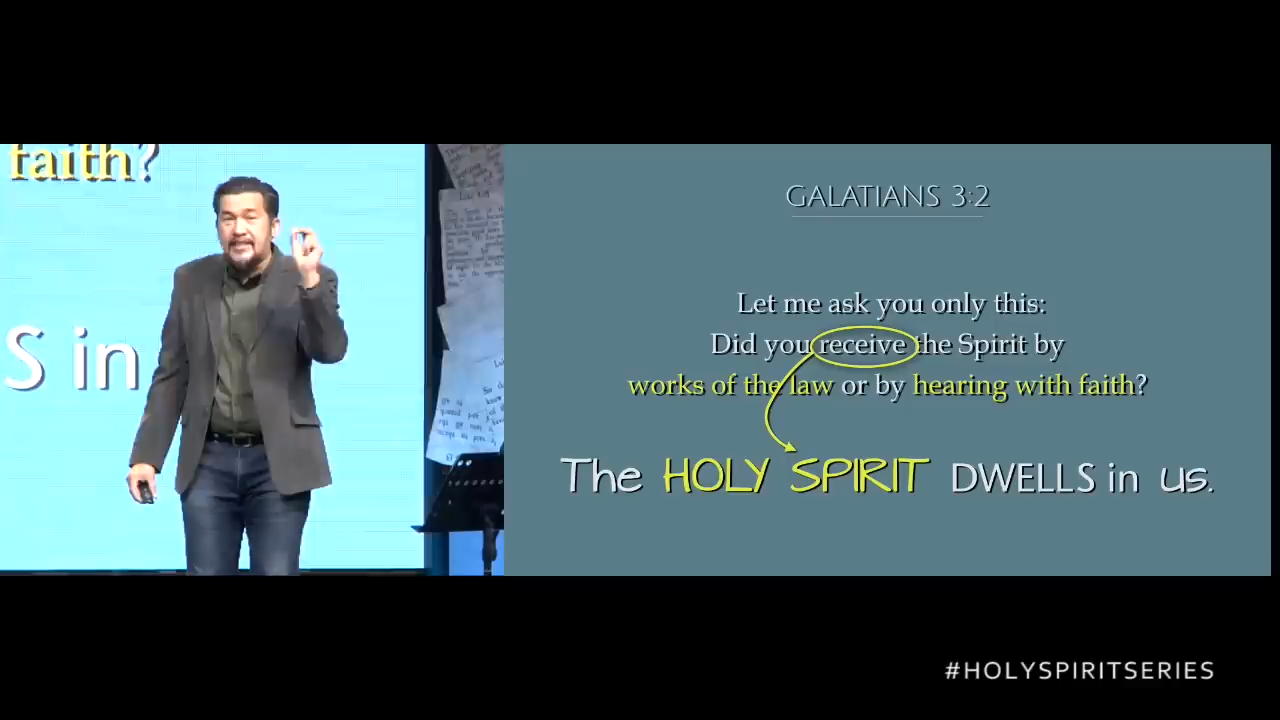 faith?
S in
GALATIANS 3:2
Let me ask you only this:
Did you receive the Spirit by
works of the law or by hearing with faith?
The HOLY SPIRIT DWELLS in us.
#HOLYSPIRITSERIES